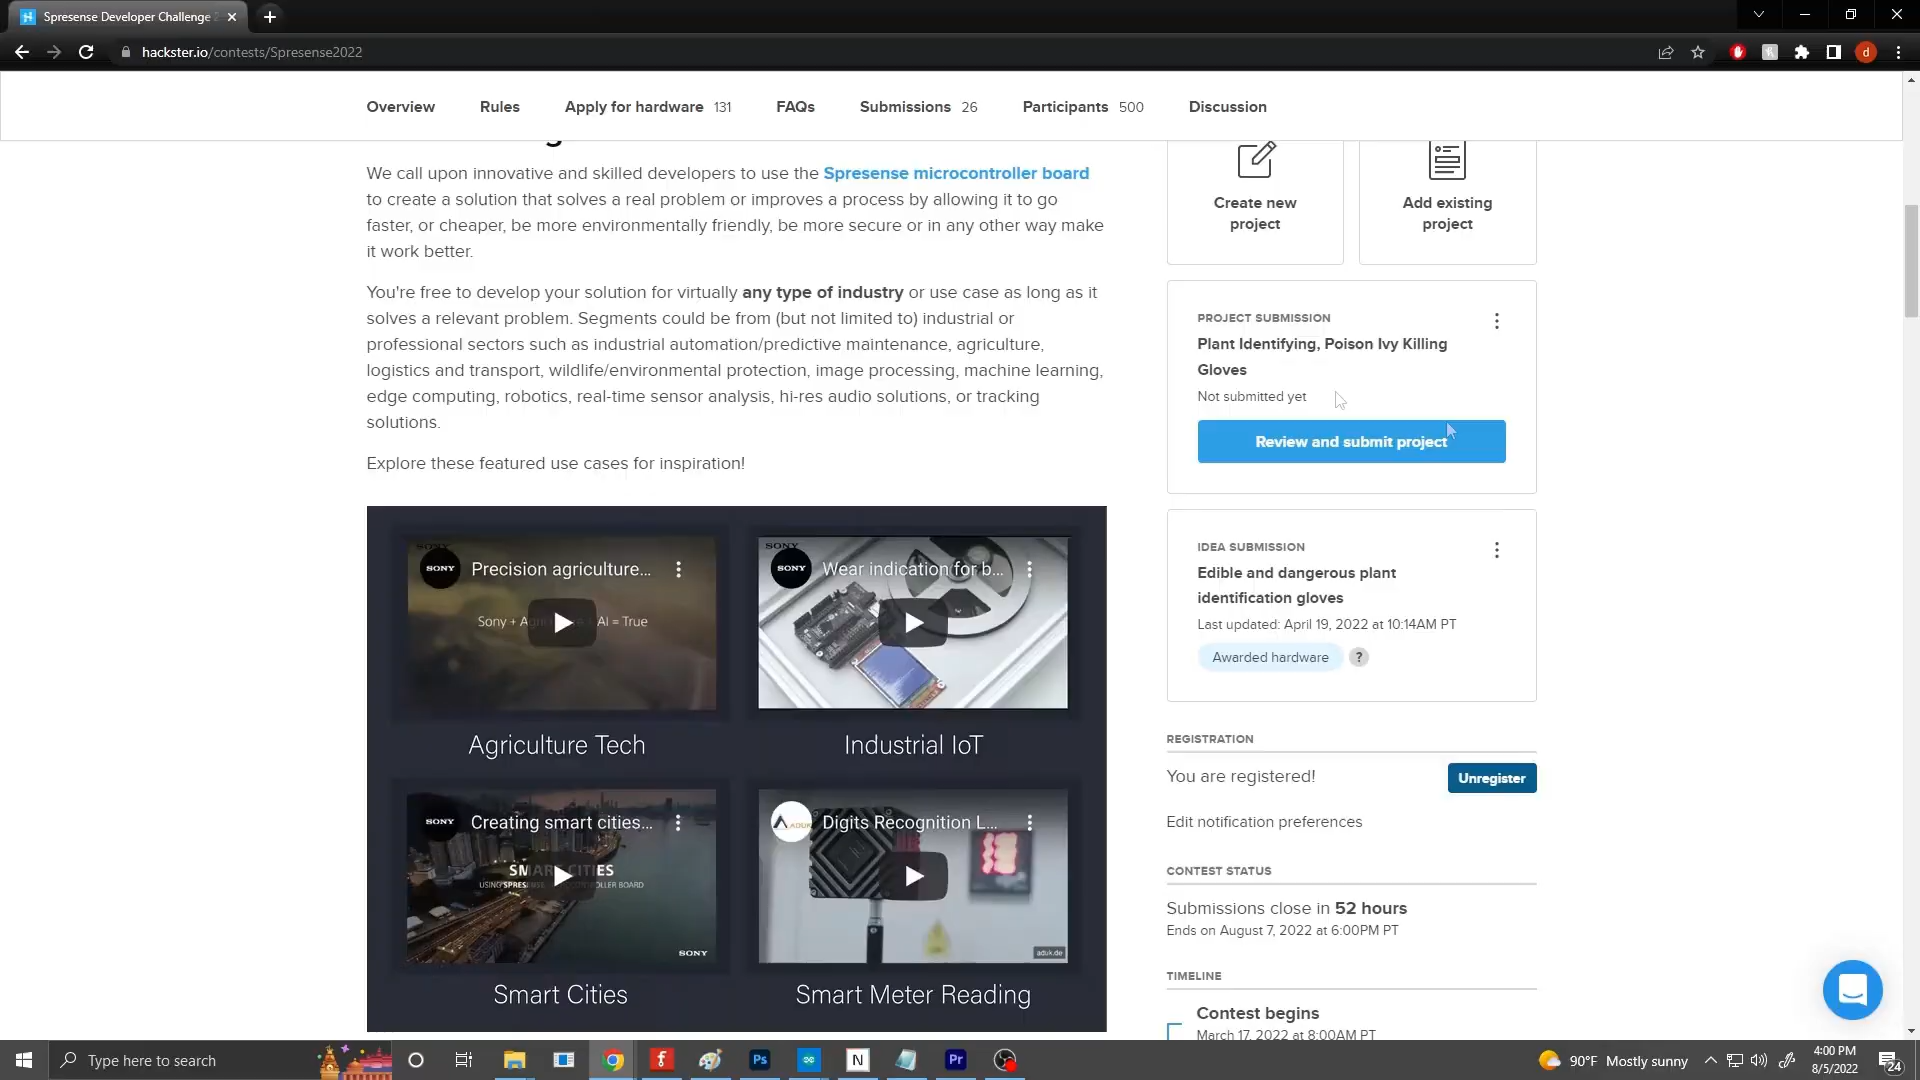 Spresense Developer Challenge 2
hackster.io/contests/Spresense2022
d
Overview Rules Apply for hardware 131 FAQs Submissions 26 Participants 500 Discussion
We call upon innovative and skilled developers to use the Spresense microcontroller board
to create a solution that solves a real problem or improves a process by allowing it to go
faster, or cheaper, be more environmentally friendly, be more secure or in any other way make
it work better.
You're free to develop your solution for virtually any type of industry or use case as long as it
solves a relevant problem. Segments could be from (but not limited to) industrial or
professional sectors such as industrial automation/predictive maintenance, agriculture,
logistics and transport, wildlife/environmental protection, image processing, machine learning,
edge computing, robotics, real-time sensor analysis, hi-res audio solutions, or tracking
solutions.
Explore these featured use cases for inspiration!
SONY
SONY
Precision agriculture...
Sony + AI = True
Agriculture Tech
SONY
SONY
Wear indication for b...
Industrial IoT
SONY
Creating smart cities...
SMART CITIES
SONY
Smart Cities
ADUK
Digits Recognition L...
aduk.de
Smart Meter Reading
Create new
project
Add existing
project
PROJECT SUBMISSION
Plant Identifying, Poison Ivy Killing
Gloves
Not submitted yet
Review and submit project
IDEA SUBMISSION
Edible and dangerous plant
identification gloves
Last updated: April 19, 2022 at 10:14AM PT
Awarded hardware ?
REGISTRATION
You are registered!
Unregister
Edit notification preferences
CONTEST STATUS
Submissions close in 52 hours
Ends on August 7, 2022 at 6:00PM PT
TIMELINE
Contest begins
March 17, 2022 at 8:00AM PT
Type here to search
Ps
N
Pr
90°F Mostly sunny
4:00 PM
8/5/2022
24